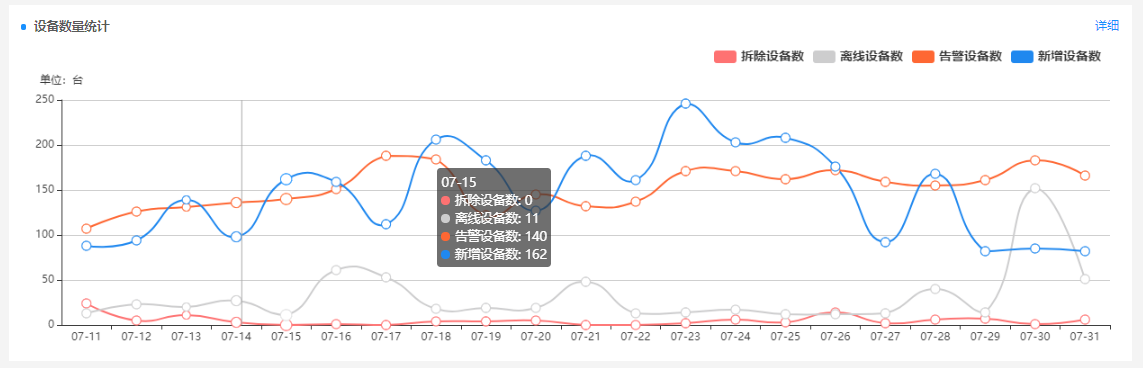 设备数量统计
详细
拆除设备数 离线设备数 告警设备数 新增设备数
单位：台
250
200
150
100
50
0
07-15
拆除设备数: 0
离线设备数: 11
告警设备数: 140
新增设备数: 162
07-11 07-12 07-13 07-14 07-15 07-16 07-17 07-18 07-19 07-20 07-21 07-22 07-23 07-24 07-25 07-26 07-27 07-28 07-29 07-30 07-31